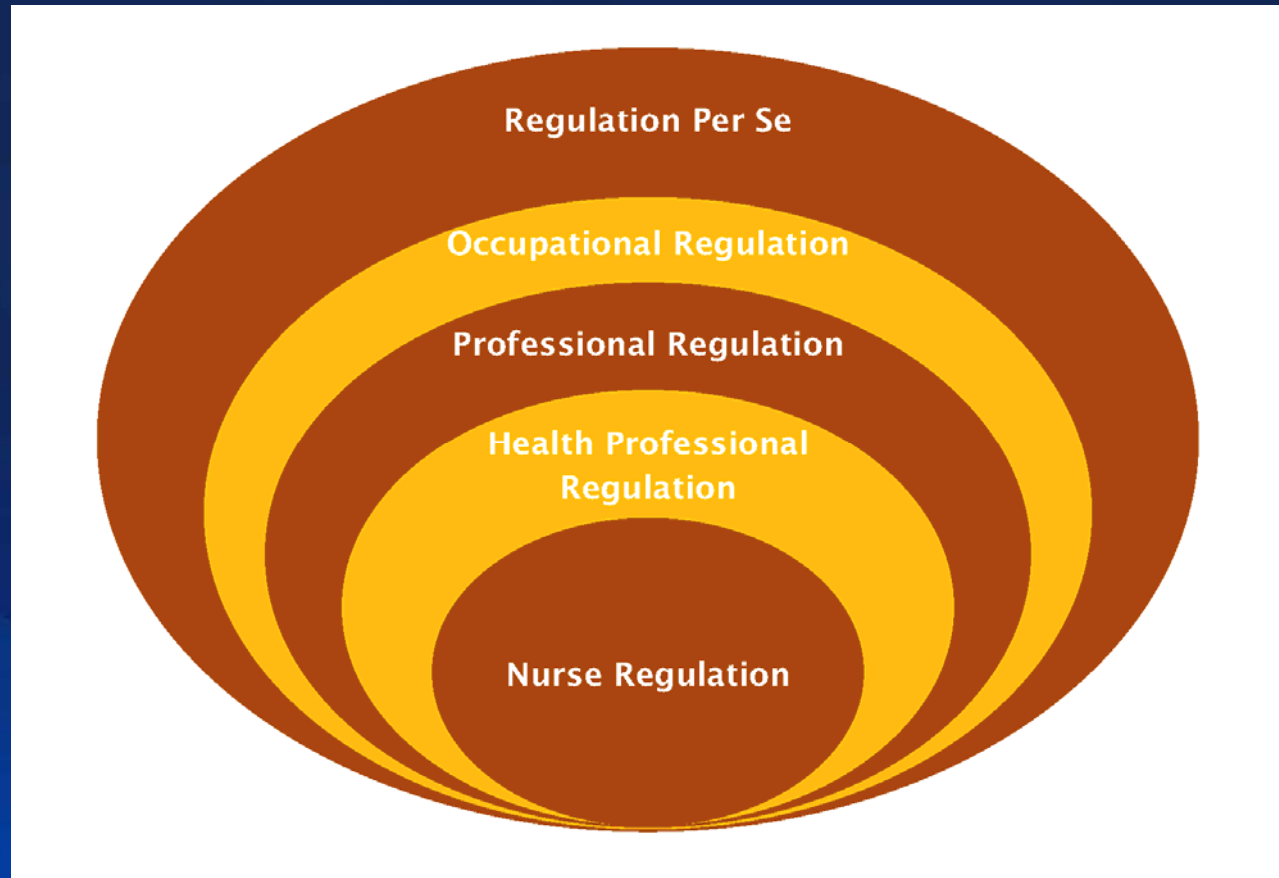 Regulation Per Se
Occupational Regulation
Professional Regulation
Health Professional
Regulation
Nurse Regulation